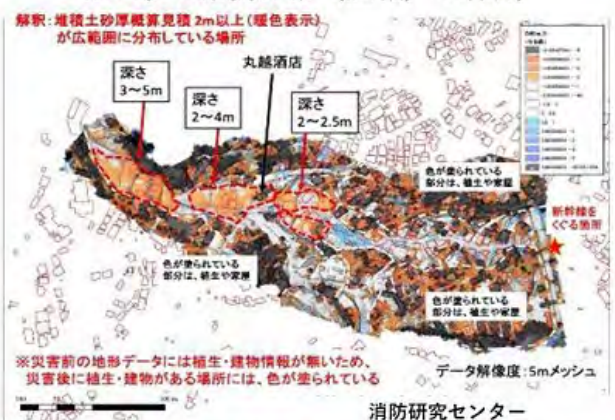 解釈:堆積土砂厚概算見積 2m以上(暖色表示)
が広範囲に分布している場所
丸越酒店
深さ
3~5m
深さ
2~4m
深さ
2~2.5m
色が塗られている
部分は、植生や家屋
新幹線を
くぐる箇所
色が塗られている
部分は、植生や家屋
色が塗られている
部分は、植生や家屋
※災害前の地形データには植生・建物情報が無いため、
災害後に植生・建物がある場所には、色が塗られている
データ解像度:5mメッシュ
消防研究センター